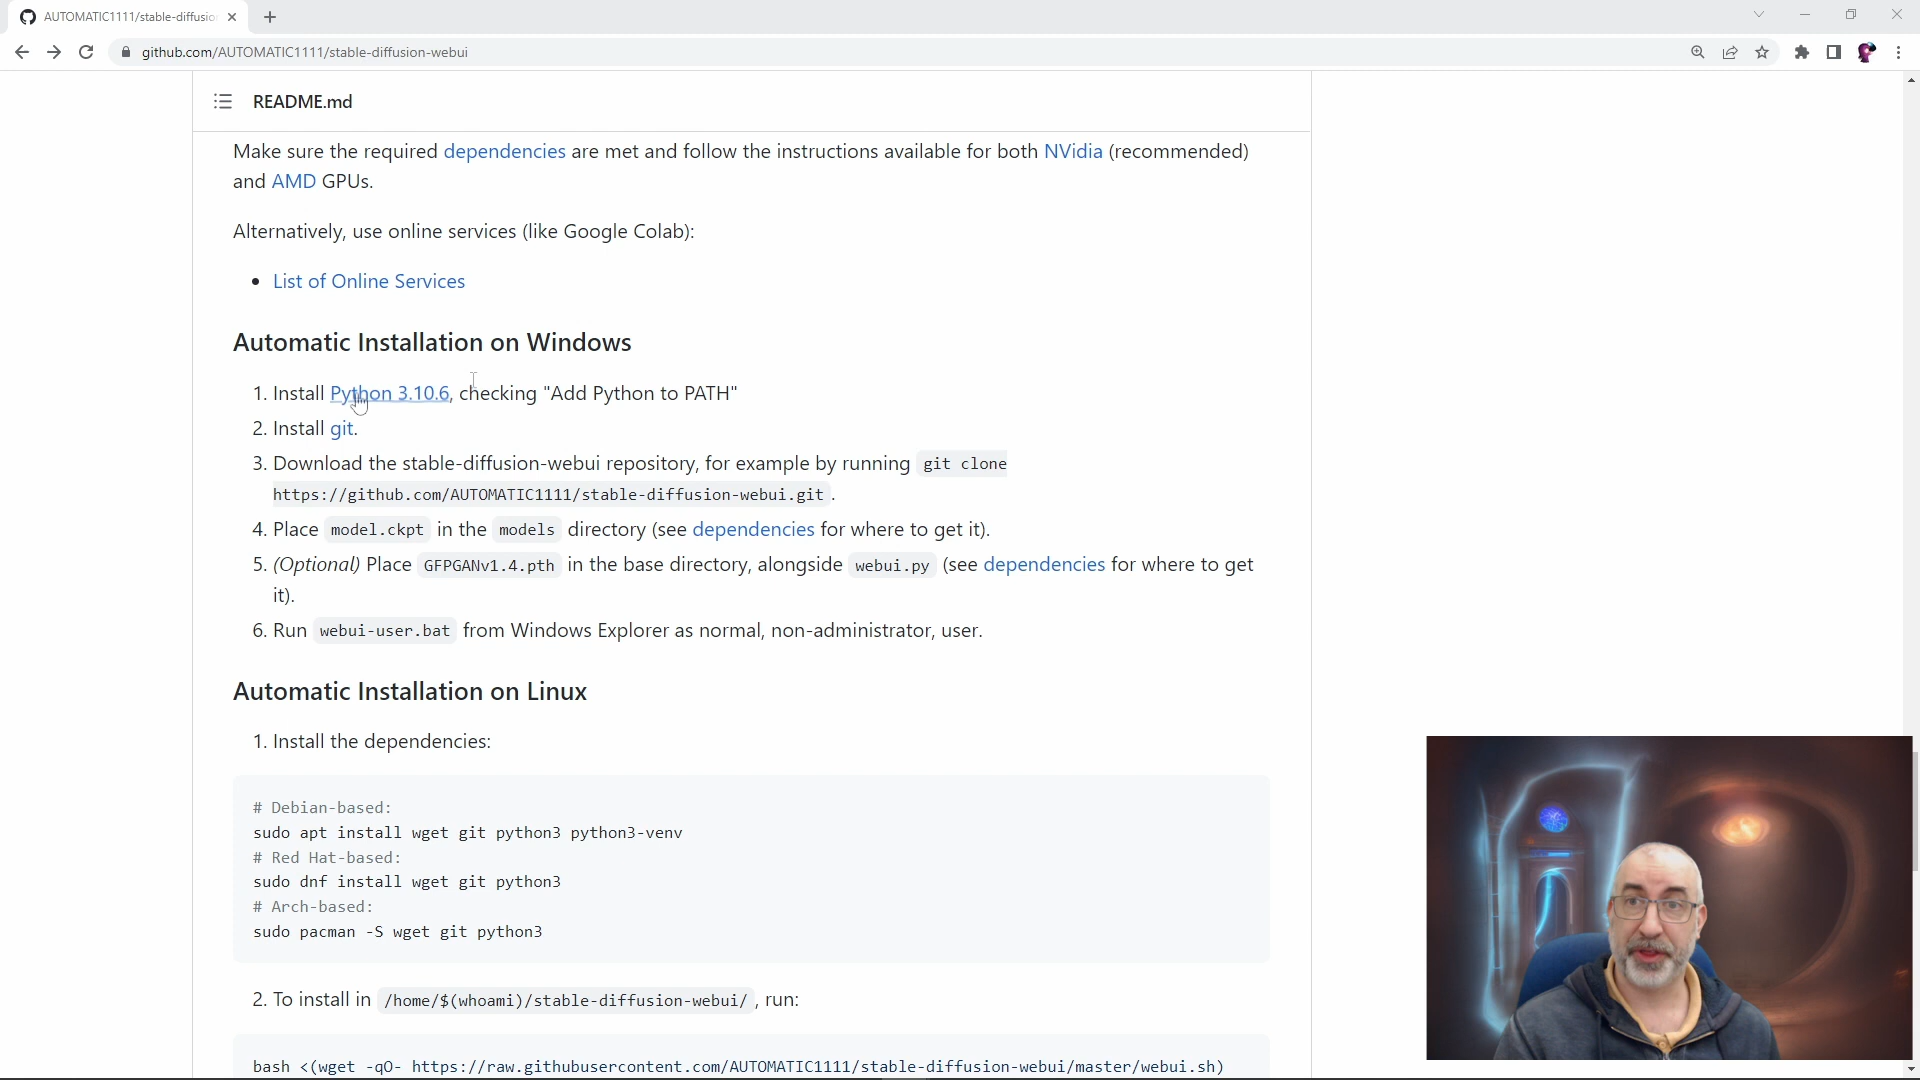 AUTOMATIC1111/stable-diffusio
github.com/AUTOMATIC1111/stable-diffusion-webui
README.md
Make sure the required dependencies are met and follow the instructions available for both NVidia (recommended)
and AMD GPUs.
Alternatively, use online services (like Google Colab):
• List of Online Services
Automatic Installation on Windows
1. Install Python 3.10.6, checking "Add Python to PATH"
2. Install git.
3. Download the stable-diffusion-webui repository, for example by running git clone
https://github.com/AUTOMATIC1111/stable-diffusion-webui.git .
4. Place model.ckpt in the models directory (see dependencies for where to get it).
5. (Optional) Place GFPGANv1.4.pth in the base directory, alongside webui.py (see dependencies for where to get
it).
6. Run webui-user.bat from Windows Explorer as normal, non-administrator, user.
Automatic Installation on Linux
1. Install the dependencies:
# Debian-based:
sudo apt install wget git python3 python3-venv
# Red Hat-based:
sudo dnf install wget git python3
# Arch-based:
sudo pacman -S wget git python3
2. To install in /home/$(whoami)/stable-diffusion-webui/ , run:
bash <(wget -qO- https://raw.githubusercontent.com/AUTOMATIC1111/stable-diffusion-webui/master/webui.sh)